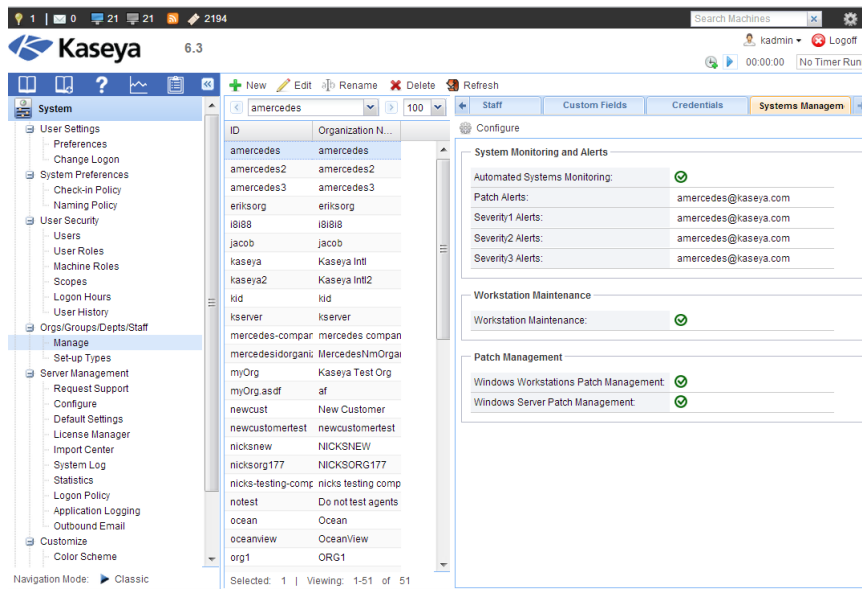 1 0 21 21 2194 Search Machines
Kaseya 6.3 kadmin Logoff
00:00:00 No Timer Run
New Edit Rename Delete Refresh
System
User Settings
Preferences
Change Logon
System Preferences
Check-in Policy
Naming Policy
User Security
Users
User Roles
Machine Roles
Scopes
Logon Hours
User History
Orgs/Groups/Depts/Staff
Manage
Set-up Types
Server Management
Request Support
Configure
Default Settings
License Manager
Import Center
System Log
Statistics
Logon Policy
Application Logging
Outbound Email
Customize
Color Scheme
Navigation Mode: Classic
amercedes 100
ID Organization N...
amercedes amercedes
amercedes2 amercedes2
amercedes3 amercedes3
eriksorg eriksorg
i8i88 i8i8i8
jacob jacob
kaseya Kaseya Intl
kaseya2 Kaseya Intl2
kid kid
kserver kserver
mercedes-compar mercedes compan
mercedesidorgani: MercedesNmOrgar
myOrg Kaseya Test Org
myOrg.asdf af
newcust New Customer
newcustomertest newcustomertest
nicksnew NICKSNEW
nicksorg177 NICKSORG177
nicks-testing-comp nicks testing comp
notest Do not test agents
ocean Ocean
oceanview OceanView
org1 ORG1
Selected: 1 | Viewing: 1-51 of 51
Staff Custom Fields Credentials Systems Managem
Configure
System Monitoring and Alerts
Automated Systems Monitoring:
Patch Alerts: amercedes@kaseya.com
Severity1 Alerts: amercedes@kaseya.com
Severity2 Alerts: amercedes@kaseya.com
Severity3 Alerts: amercedes@kaseya.com
Workstation Maintenance
Workstation Maintenance:
Patch Management
Windows Workstations Patch Management:
Windows Server Patch Management: